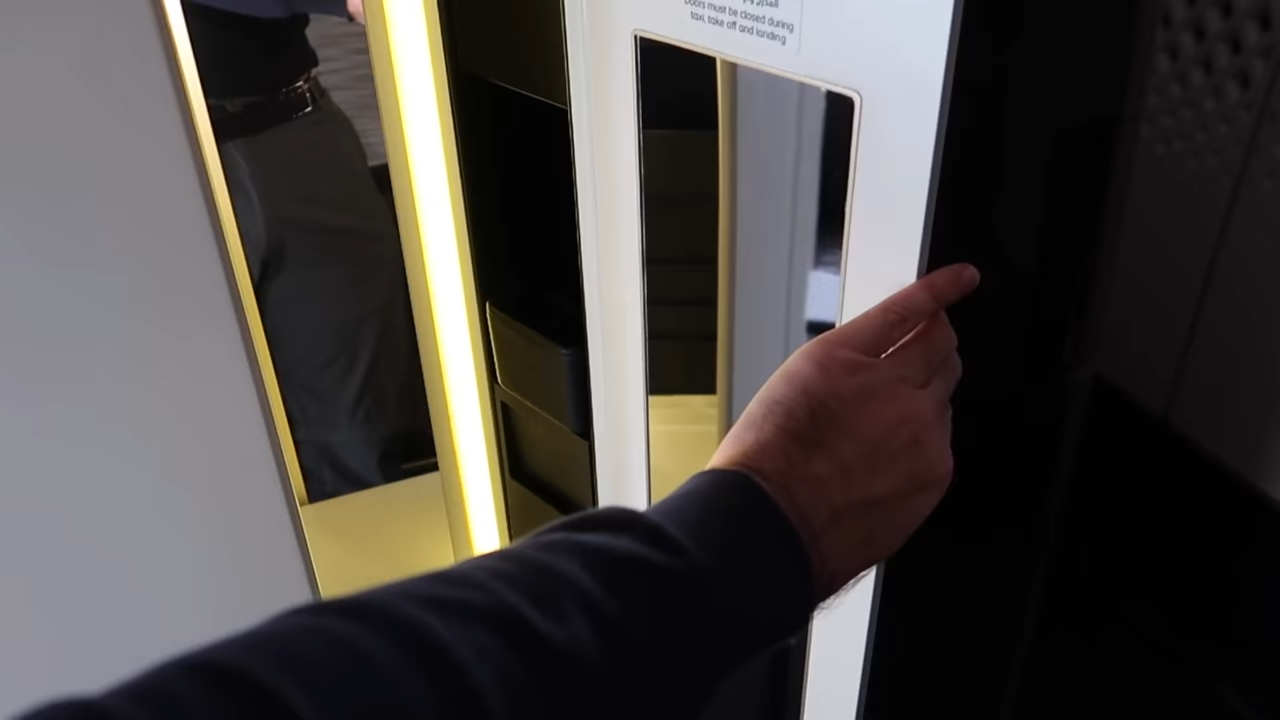 Doors must be closed during
taxi, take off and landing